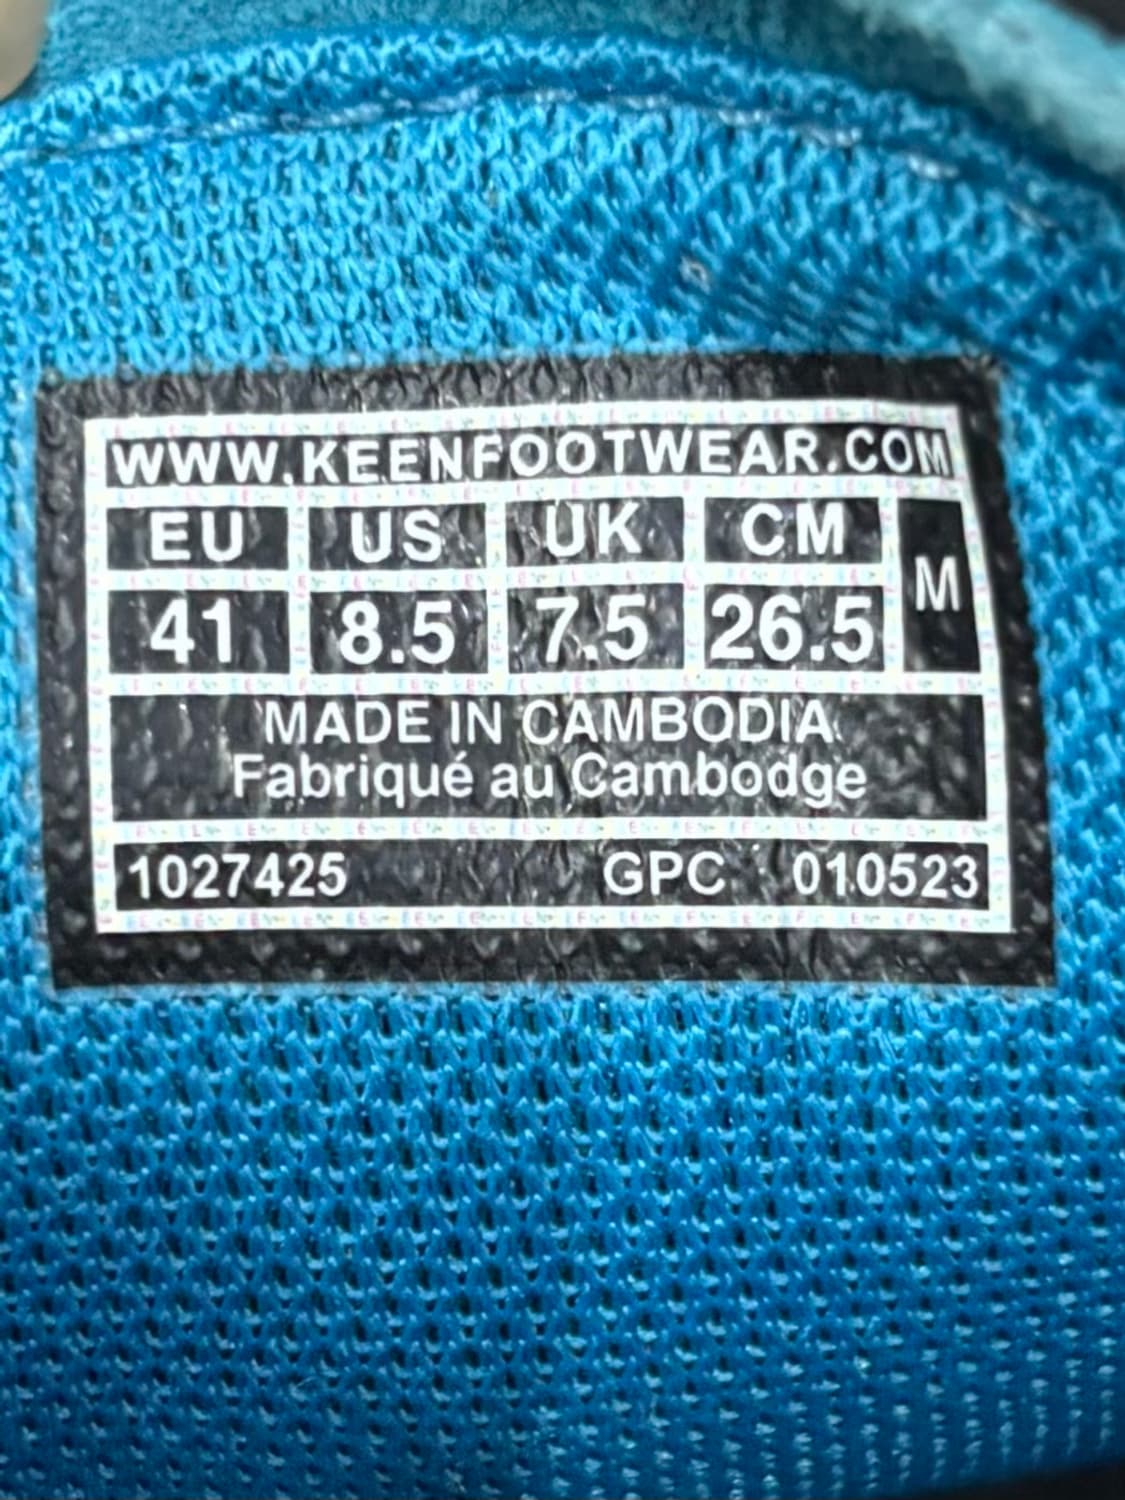 WWW.KEENFOOTWEAR.COM
EU US UK CM M
41 8.5 7.5 26.5
MADE IN CAMBODIA
Fabriqué au Cambodge
1027425 GPC 010523